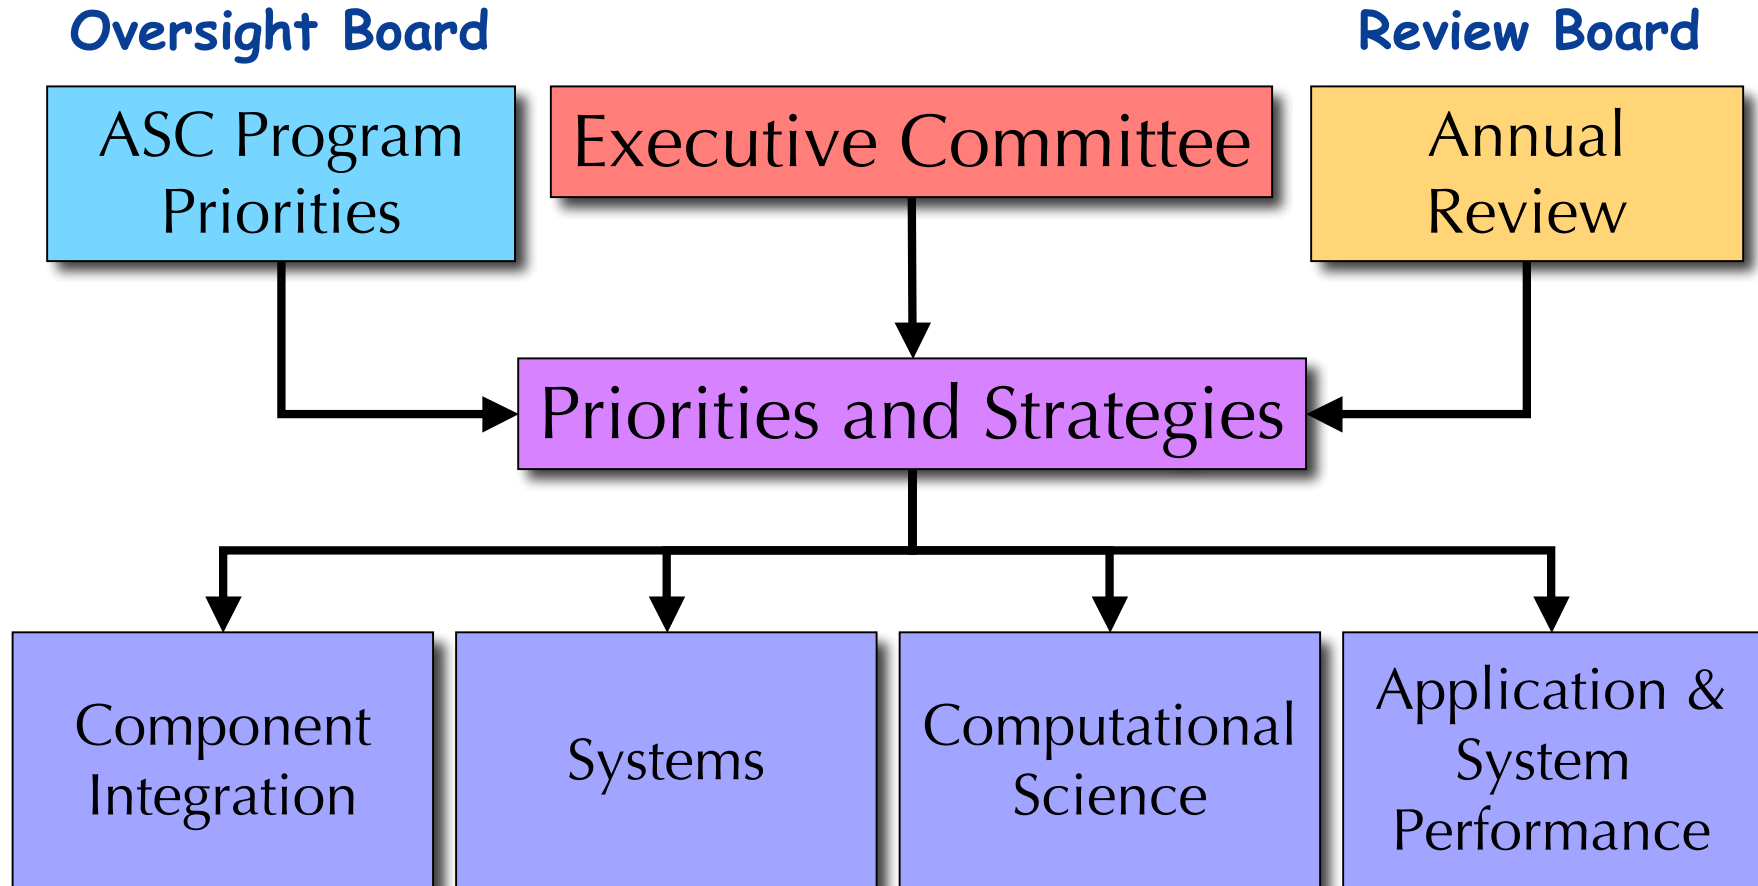 Oversight Board
Review Board
ASC Program
Priorities
Executive Committee
Annual
Review
Priorities and Strategies
Component
Integration
Systems
Computational
Science
Application &
System
Performance